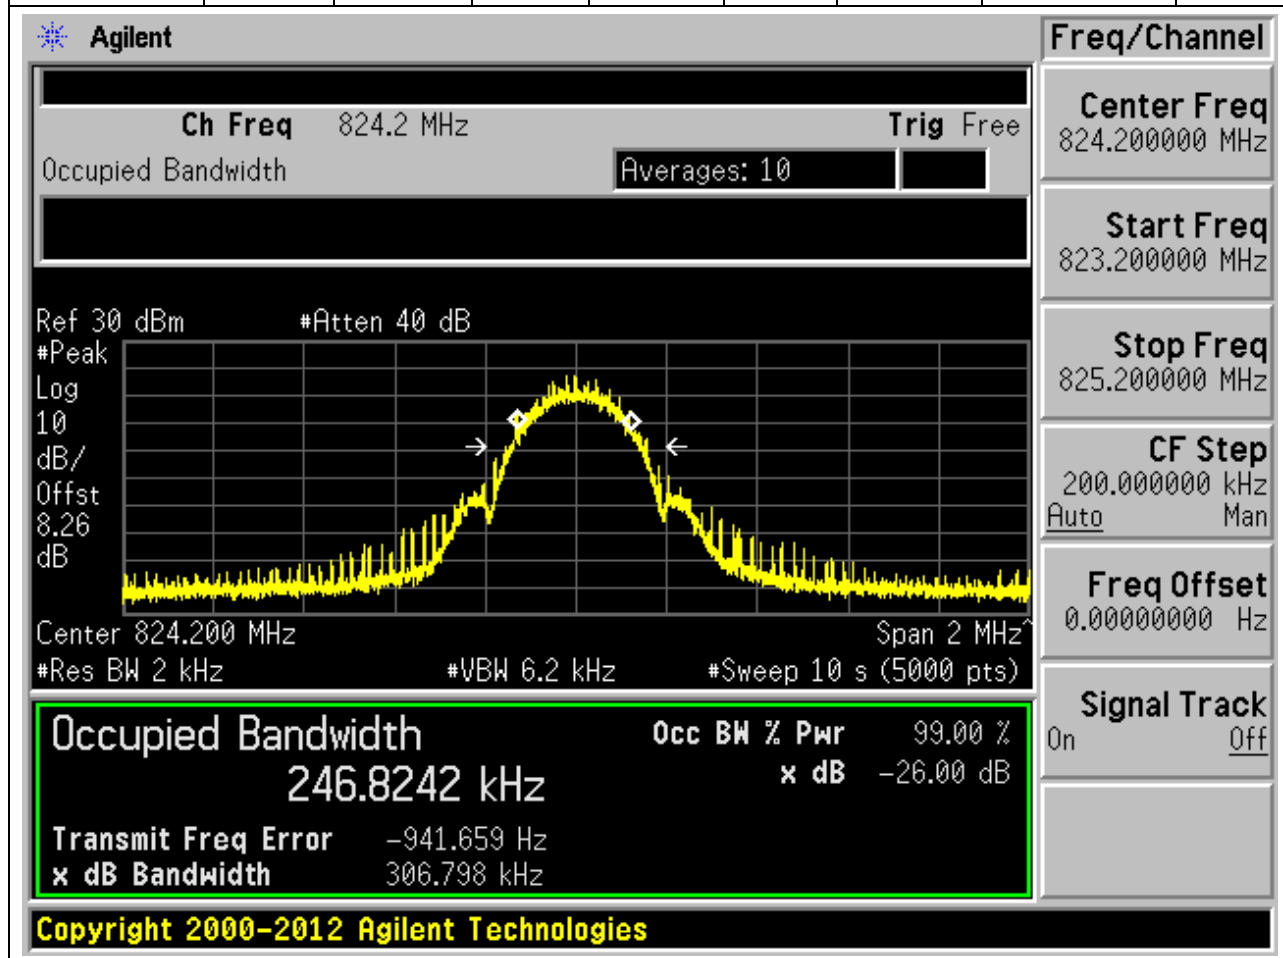 Agilent
Freq/Channel
Ch Freq 824.2 MHz Trig Free
Occupied Bandwidth Averages: 10
Center Freq
824.200000 MHz
Start Freq
823.200000 MHz
Stop Freq
825.200000 MHz
CF Step
200.000000 kHz
Auto Man
Freq Offset
0.00000000 Hz
Signal Track
On Off
Ref 30 dBm #Atten 40 dB
#Peak
Log
10
dB/
Offst
8.26
dB
Center 824.200 MHz Span 2 MHz^
#Res BW 2 kHz #VBW 6.2 kHz #Sweep 10 s (5000 pts)
Occupied Bandwidth Occ BW % Pwr 99.00 %
246.8242 kHz x dB -26.00 dB
Transmit Freq Error -941.659 Hz
x dB Bandwidth 306.798 kHz
Copyright 2000-2012 Agilent Technologies